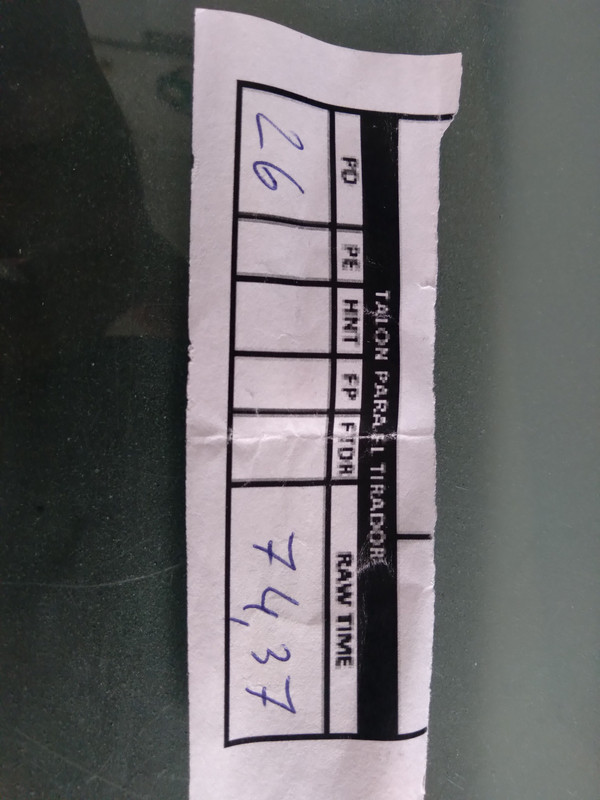 TALON PARA EL TIRADOR
PD PE HNT FP FTDR RAW TIME
26 74,37